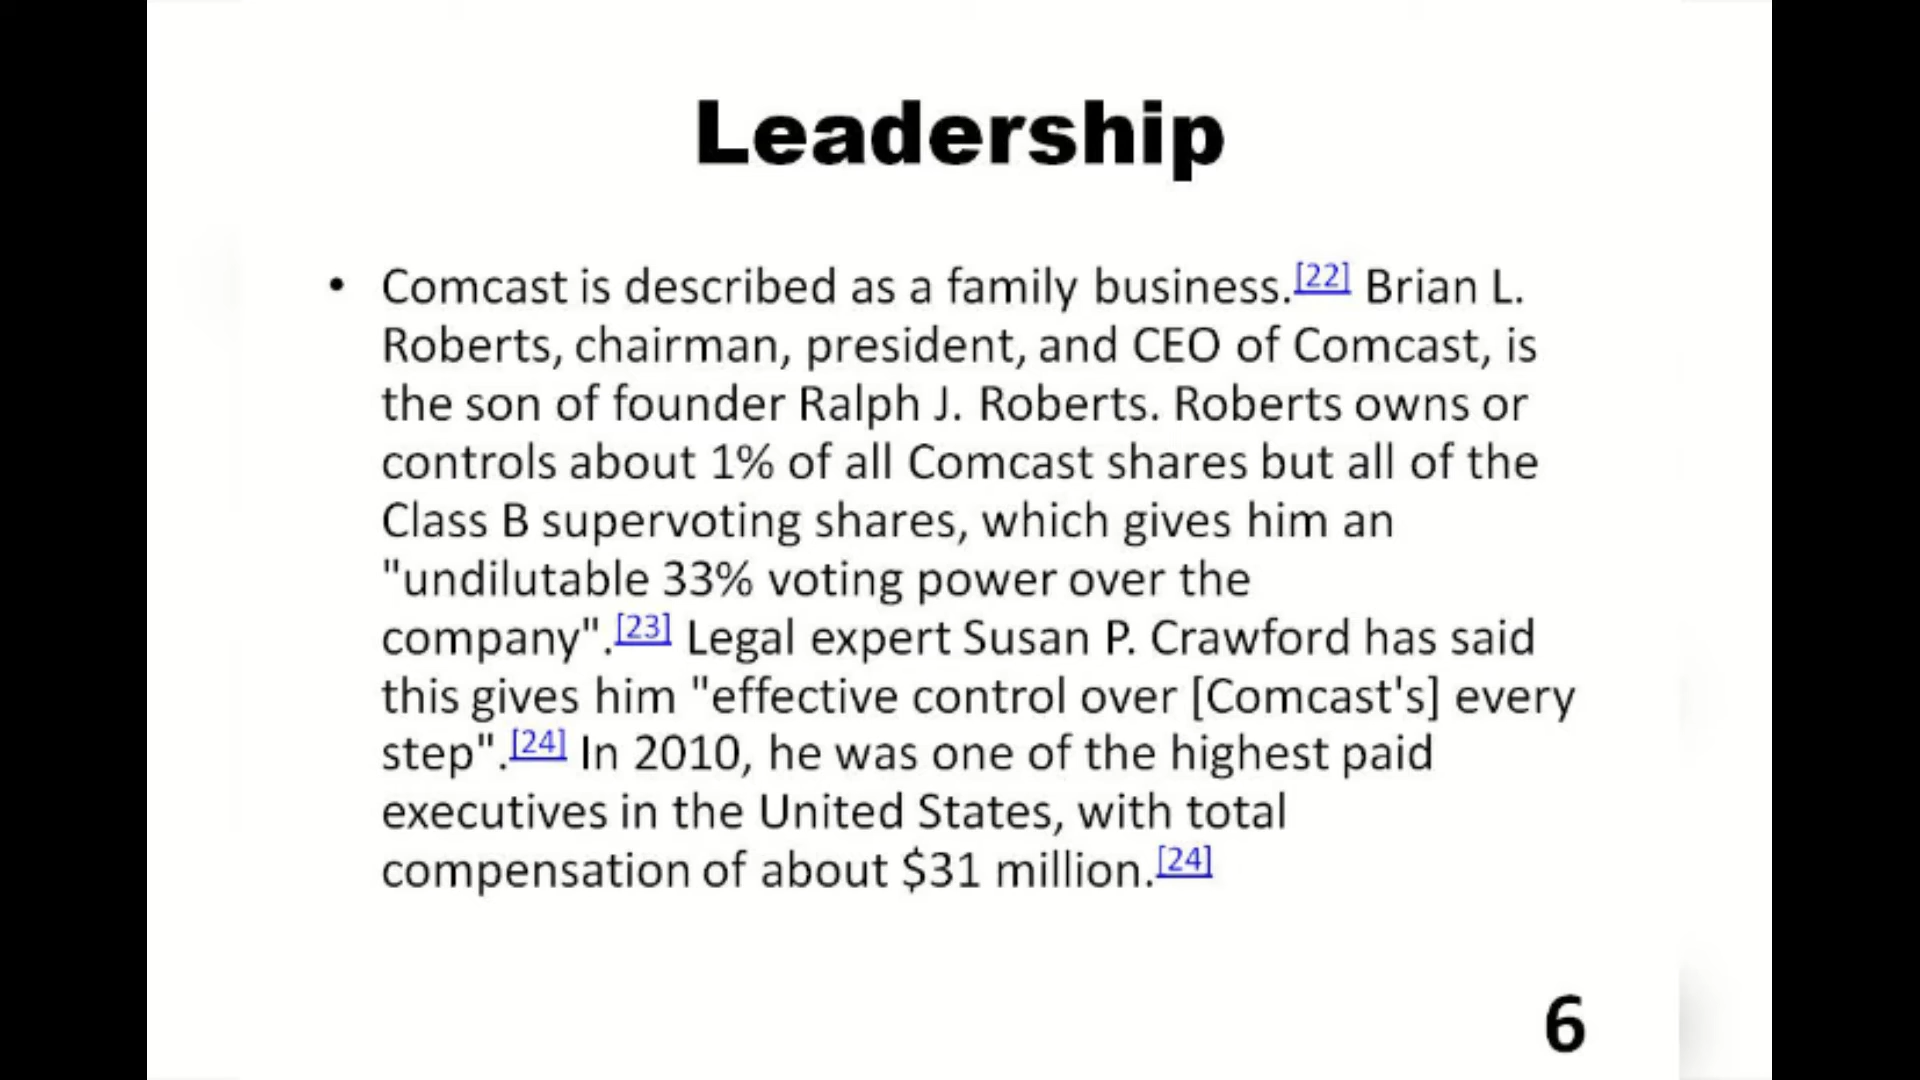 Leadership
• Comcast is described as a family business.[22] Brian L.
Roberts, chairman, president, and CEO of Comcast, is
the son of founder Ralph J. Roberts. Roberts owns or
controls about 1% of all Comcast shares but all of the
Class B supervoting shares, which gives him an
"undilutable 33% voting power over the
company".[23] Legal expert Susan P. Crawford has said
this gives him "effective control over [Comcast's] every
step".[24] In 2010, he was one of the highest paid
executives in the United States, with total
compensation of about $31 million.[24]
6